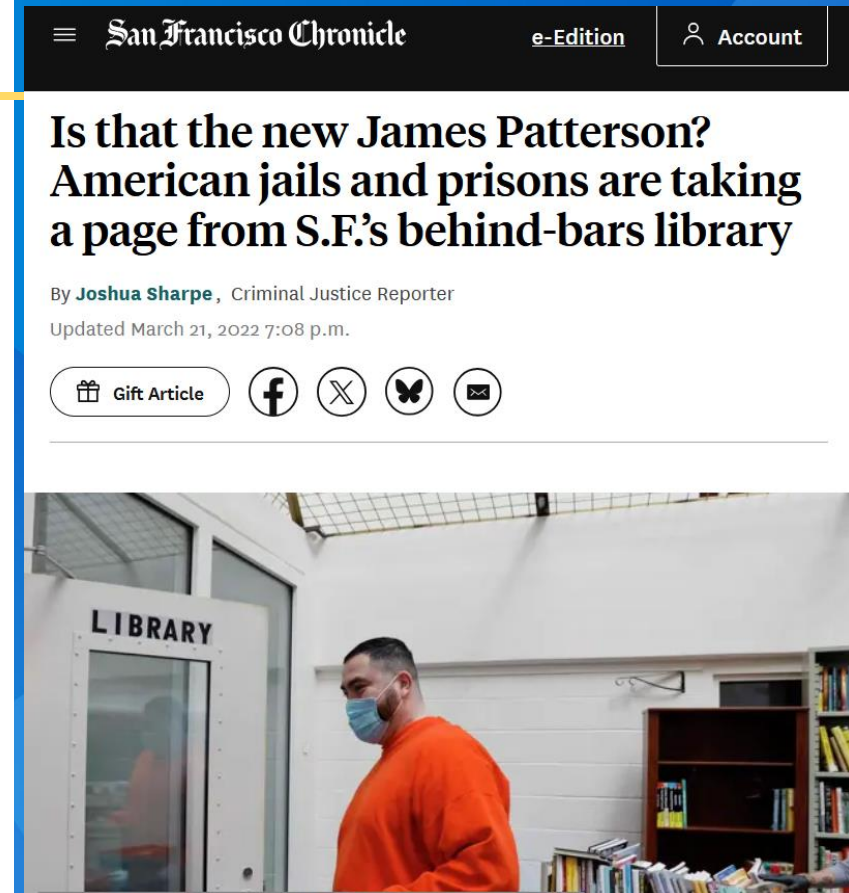 San Francisco Chronicle
e-Edition
Account
Is that the new James Patterson?
American jails and prisons are taking
a page from S.F.’s behind-bars library
By Joshua Sharpe, Criminal Justice Reporter
Updated March 21, 2022 7:08 p.m.
Gift Article
LIBRARY